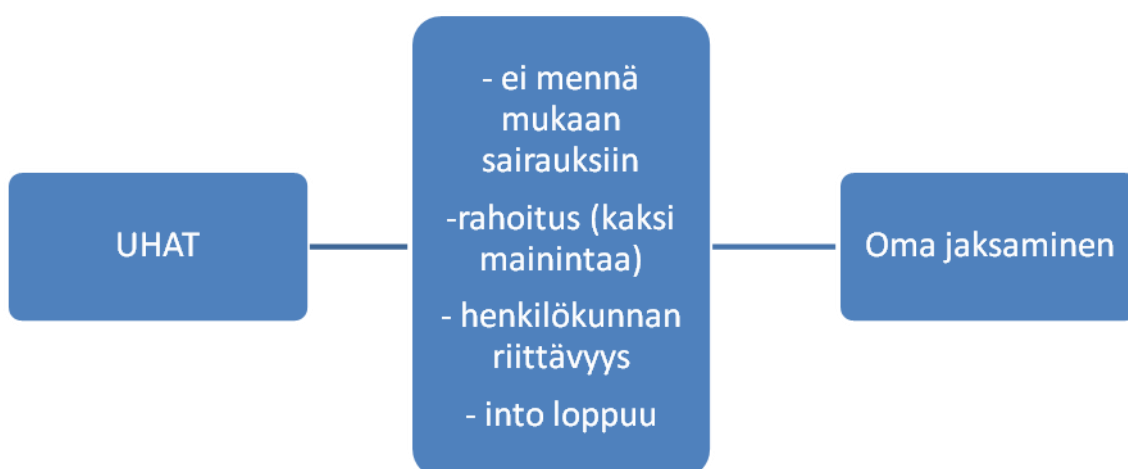 UHAT
- ei mennä
mukaan
sairauksiin
-rahoitus (kaksi
mainintaa)
- henkilökunnan
riittävyys
- into loppuu
Oma jaksaminen